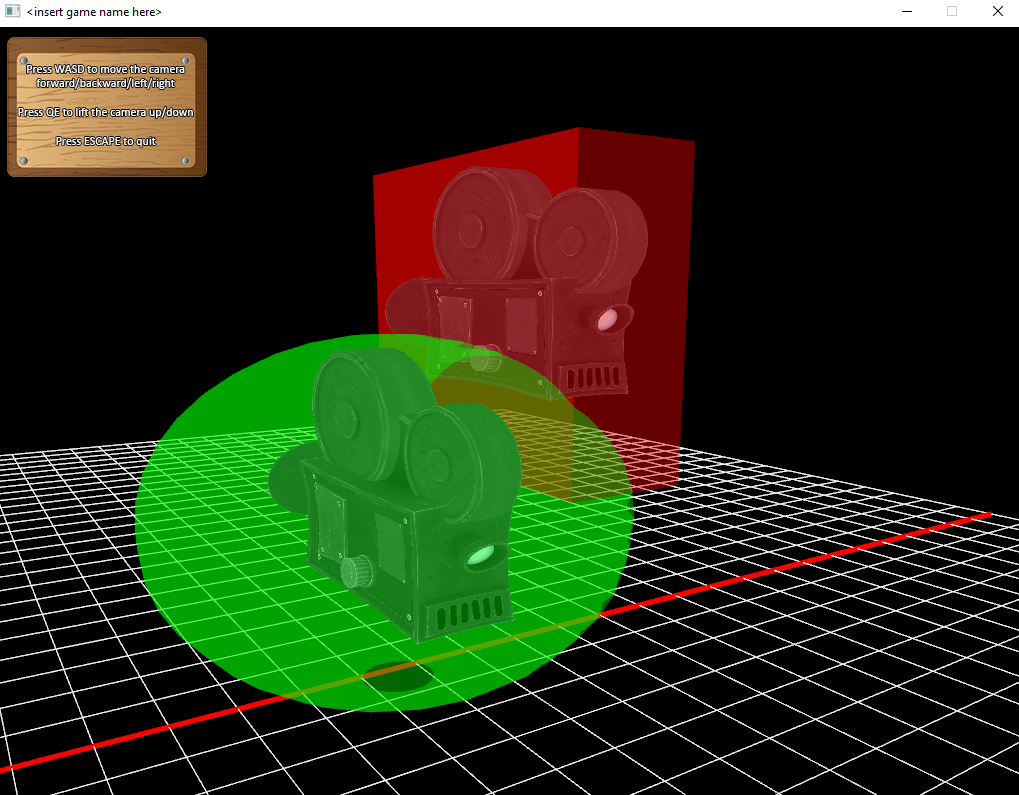 <insert game name here>
Press WASD to move the camera
forward/backward/left/right
Press QE to lift the camera up/down
Press ESCAPE to quit